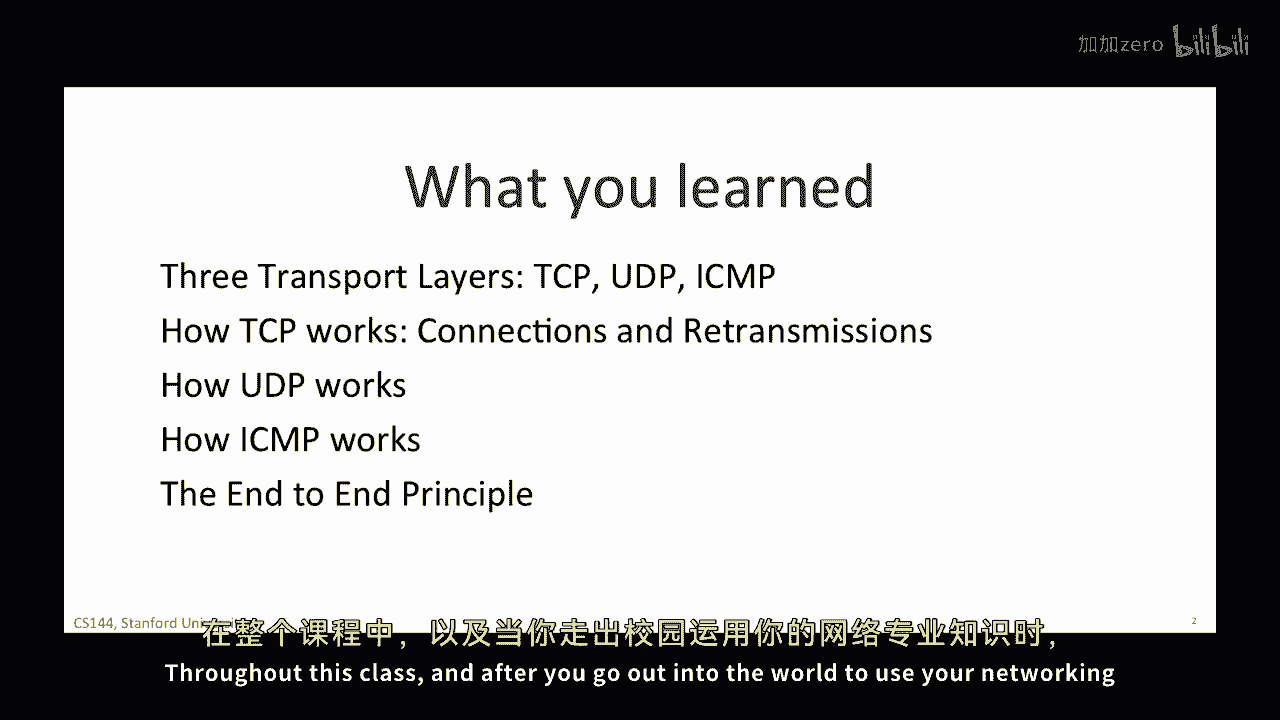 加加zero bilibili
What you learned
Three Transport Layers: TCP, UDP, ICMP
How TCP works: Connections and Retransmissions
How UDP works
How ICMP works
The End to End Principle
CS144, Stanford
2
在整个课程中，以及当你走出校园运用你的网络专业知识时，
Throughout this class, and after you go out into the world to use your networking